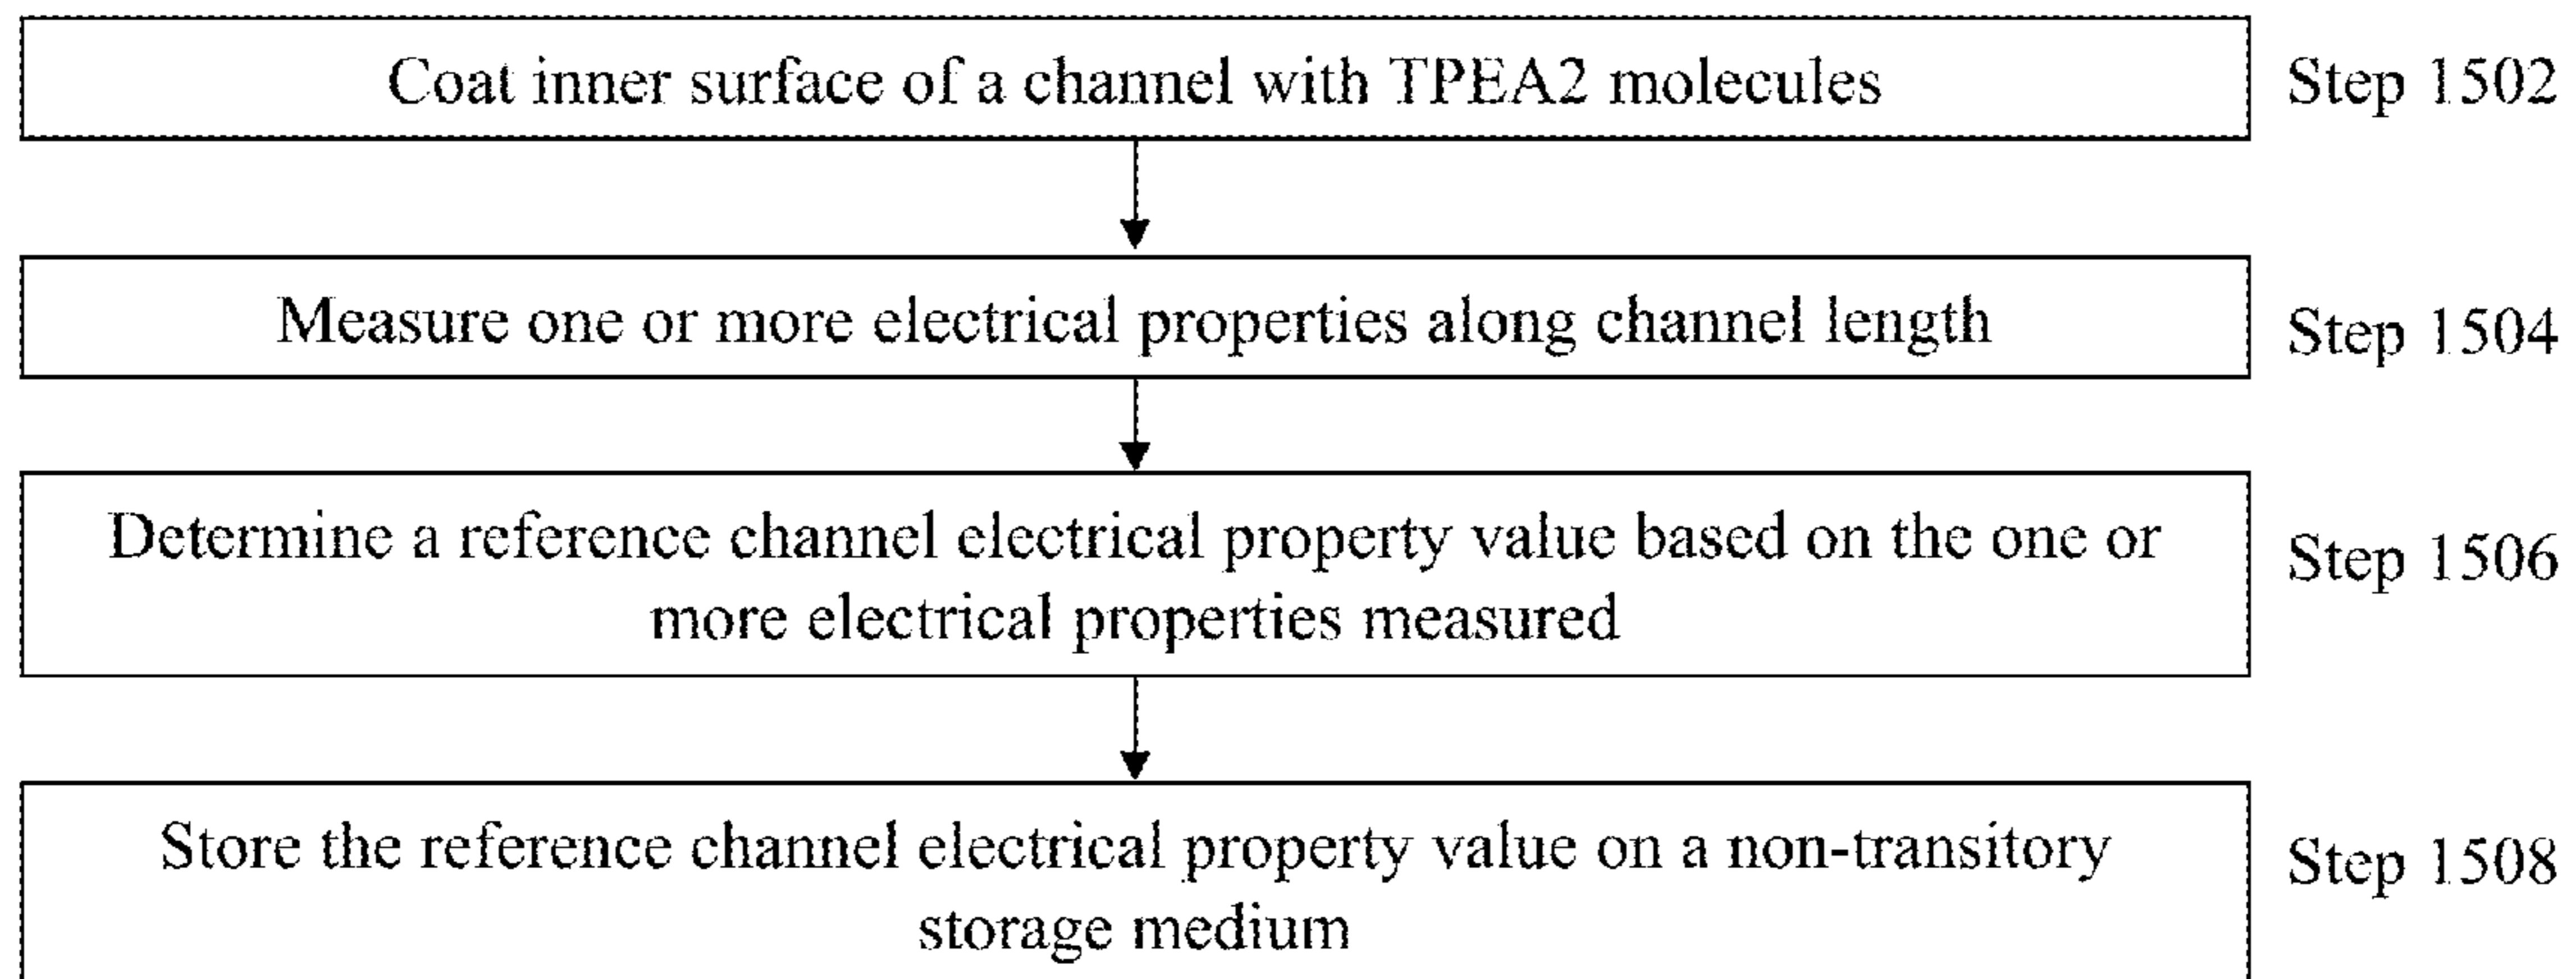 Coat inner surface of a channel with TPEA2 molecules
Step 1502
Measure one or more electrical properties along channel length
Step 1504
Determine a reference channel electrical property value based on the one or
more electrical properties measured
Step 1506
Store the reference channel electrical property value on a non-transitory
storage medium
Step 1508